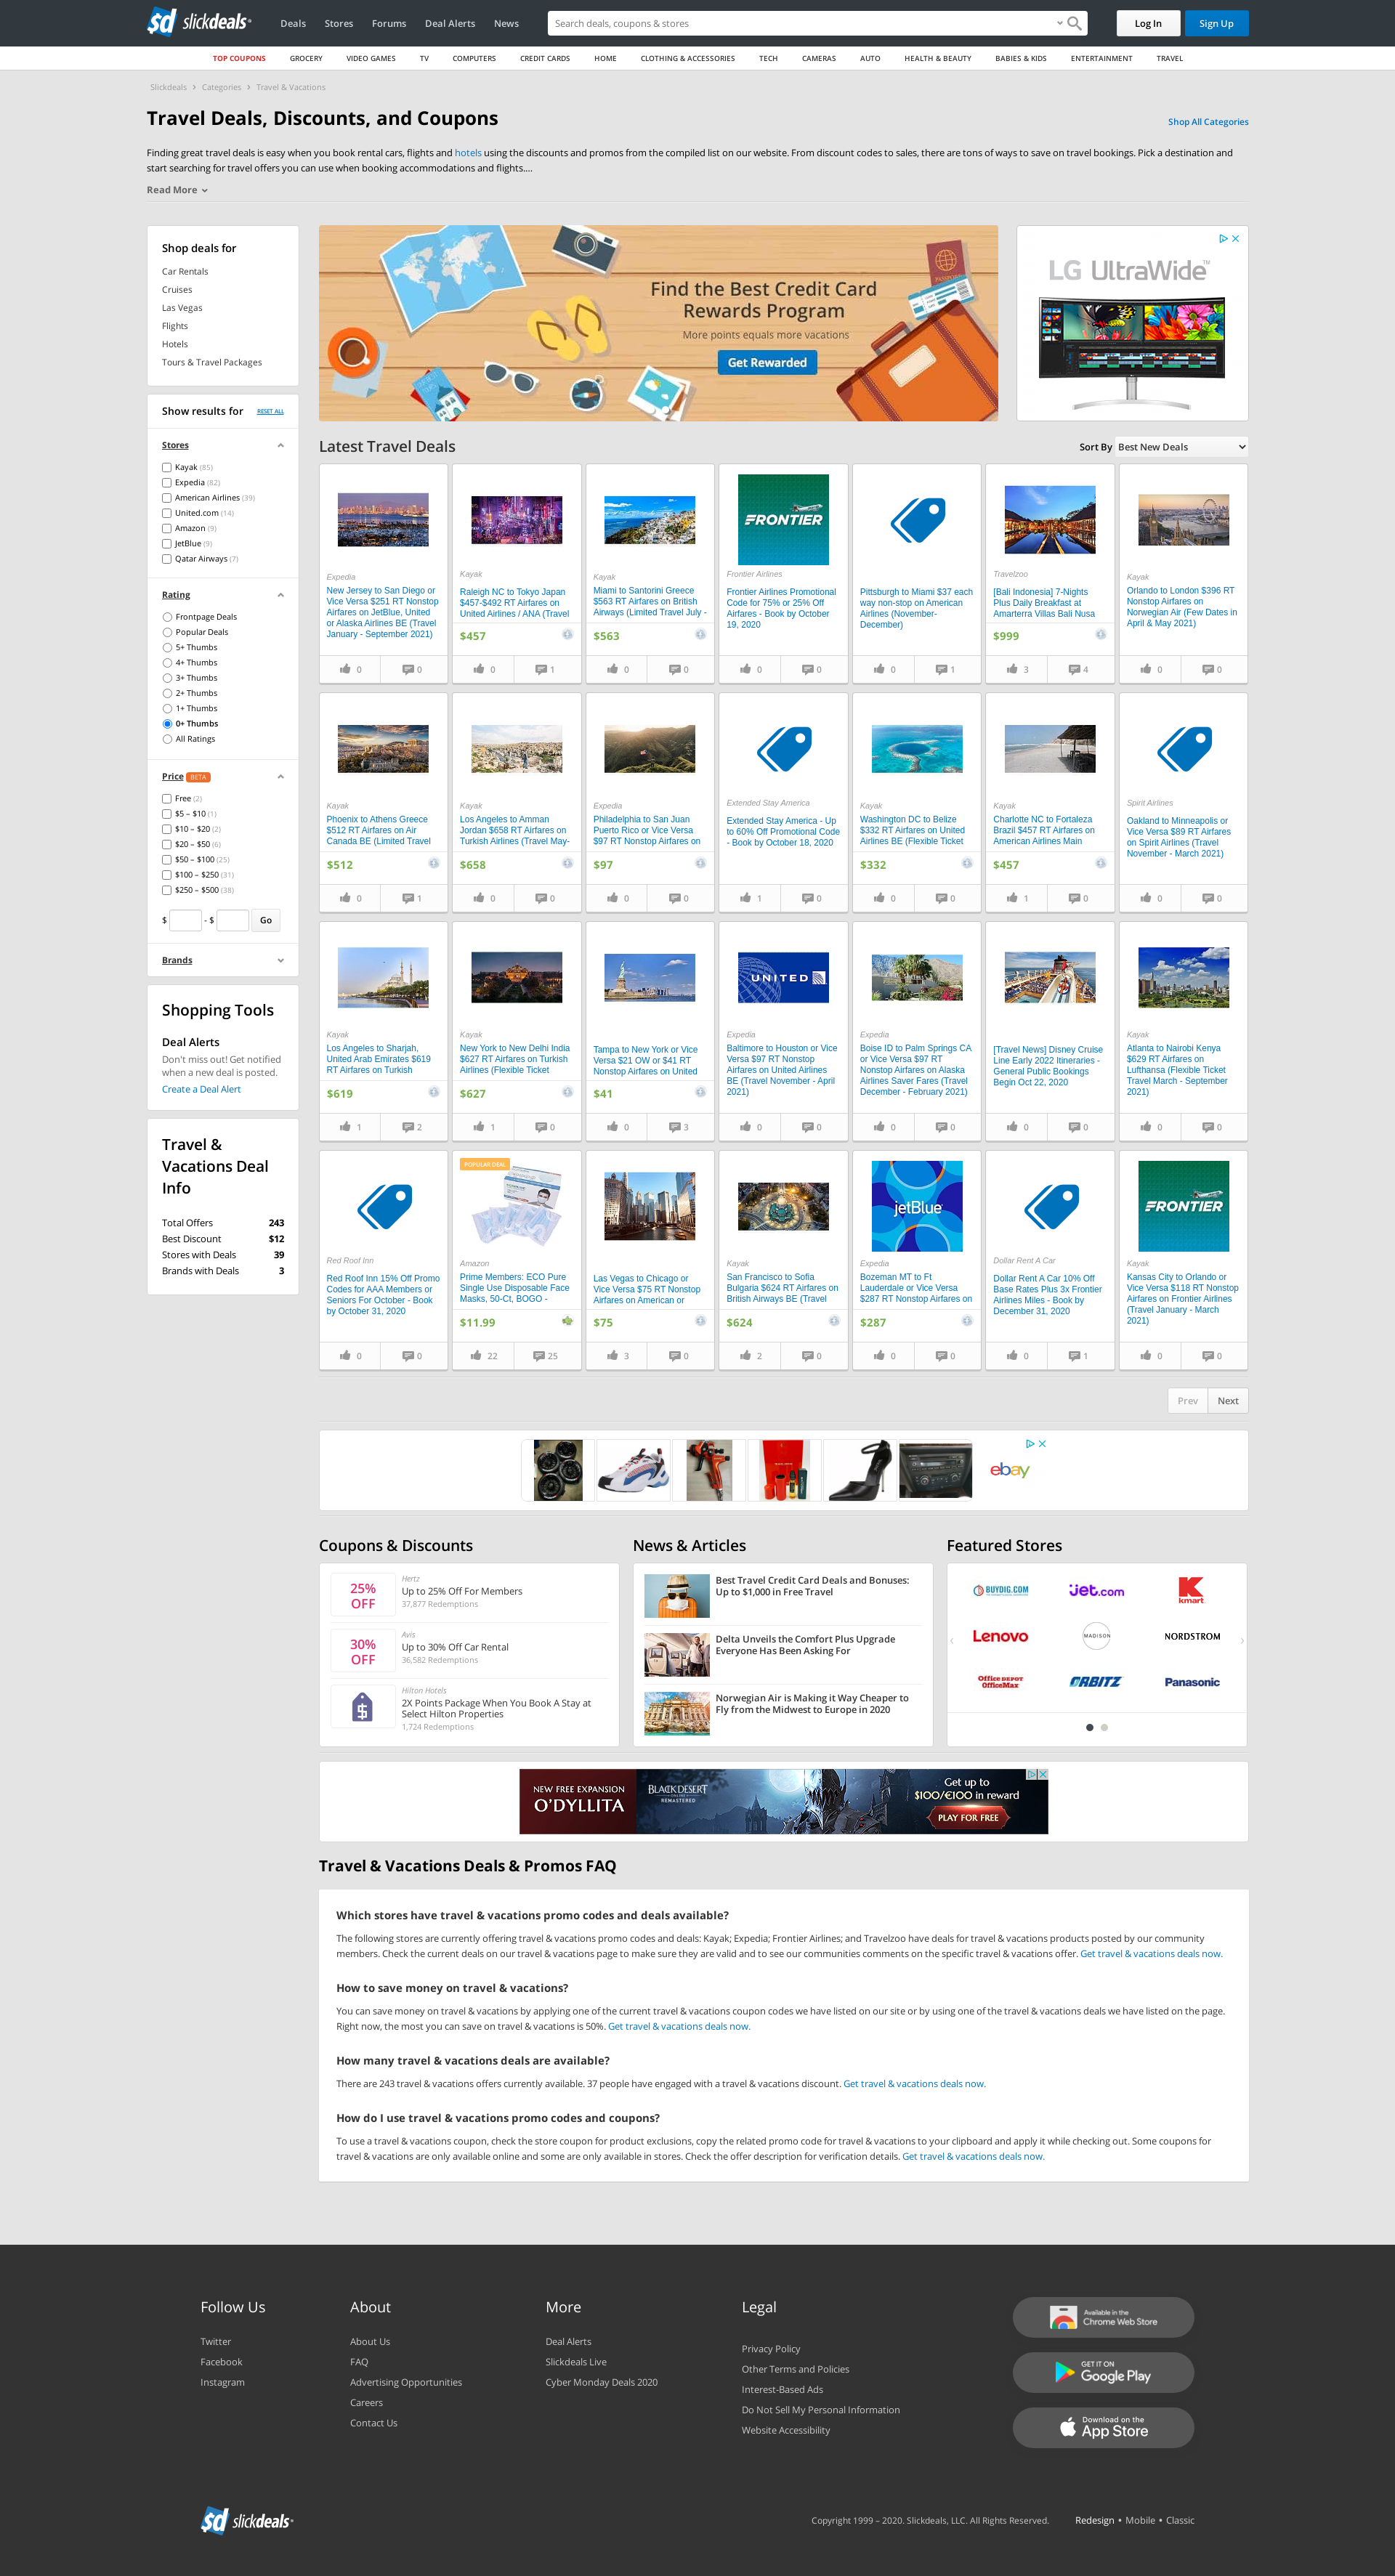 sd slickdeals
Deals Stores Forums Deal Alerts News
Search deals, coupons & stores
Log In
Sign Up
TOP COUPONS GROCERY VIDEO GAMES TV COMPUTERS CREDIT CARDS HOME CLOTHING & ACCESSORIES TECH CAMERAS AUTO HEALTH & BEAUTY BABIES & KIDS ENTERTAINMENT TRAVEL
Slickdeals › Categories › Travel & Vacations
Travel Deals, Discounts, and Coupons
Shop All Categories
Finding great travel deals is easy when you book rental cars, flights and hotels using the discounts and promos from the compiled list on our website. From discount codes to sales, there are tons of ways to save on travel bookings. Pick a destination and
start searching for travel offers you can use when booking accommodations and flights....
Read More
Shop deals for
Car Rentals
Cruises
Las Vegas
Flights
Hotels
Tours & Travel Packages
Show results for
RESET ALL
Stores
Kayak (85)
Expedia (82)
American Airlines (39)
United.com (14)
Amazon (9)
JetBlue (9)
Qatar Airways (7)
Rating
Frontpage Deals
Popular Deals
5+ Thumbs
4+ Thumbs
3+ Thumbs
2+ Thumbs
1+ Thumbs
0+ Thumbs
All Ratings
Price BETA
Free (2)
$5 – $10 (1)
$10 – $20 (2)
$20 – $50 (6)
$50 – $100 (25)
$100 – $250 (31)
$250 – $500 (38)
$ - $ Go
Brands
Shopping Tools
Deal Alerts
Don't miss out! Get notified
when a new deal is posted.
Create a Deal Alert
Travel &
Vacations Deal
Info
Total Offers 243
Best Discount $12
Stores with Deals 39
Brands with Deals 3
Find the Best Credit Card
Rewards Program
More points equals more vacations
Get Rewarded
PASSPORT
LG UltraWide™
Latest Travel Deals
Sort By Best New Deals
Expedia
New Jersey to San Diego or
Vice Versa $251 RT Nonstop
Airfares on JetBlue, United
or Alaska Airlines BE (Travel
January - September 2021)
0 0
Kayak
Raleigh NC to Tokyo Japan
$457-$492 RT Airfares on
United Airlines / ANA (Travel
$457
0 1
Kayak
Miami to Santorini Greece
$563 RT Airfares on British
Airways (Limited Travel July -
$563
0 0
FRONTIER
Frontier Airlines
Frontier Airlines Promotional
Code for 75% or 25% Off
Airfares - Book by October
19, 2020
0 0
Pittsburgh to Miami $37 each
way non-stop on American
Airlines (November-
December)
0 1
Travelzoo
[Bali Indonesia] 7-Nights
Plus Daily Breakfast at
Amarterra Villas Bali Nusa
$999
3 4
Kayak
Orlando to London $396 RT
Nonstop Airfares on
Norwegian Air (Few Dates in
April & May 2021)
0 0
Kayak
Phoenix to Athens Greece
$512 RT Airfares on Air
Canada BE (Limited Travel
$512
0 1
Kayak
Los Angeles to Amman
Jordan $658 RT Airfares on
Turkish Airlines (Travel May-
$658
0 0
Expedia
Philadelphia to San Juan
Puerto Rico or Vice Versa
$97 RT Nonstop Airfares on
$97
0 0
Extended Stay America
Extended Stay America - Up
to 60% Off Promotional Code
- Book by October 18, 2020
1 0
Kayak
Washington DC to Belize
$332 RT Airfares on United
Airlines BE (Flexible Ticket
$332
0 0
Kayak
Charlotte NC to Fortaleza
Brazil $457 RT Airfares on
American Airlines Main
$457
1 0
Spirit Airlines
Oakland to Minneapolis or
Vice Versa $89 RT Airfares
on Spirit Airlines (Travel
November - March 2021)
0 0
Kayak
Los Angeles to Sharjah,
United Arab Emirates $619
RT Airfares on Turkish
$619
1 2
Kayak
New York to New Delhi India
$627 RT Airfares on Turkish
Airlines (Flexible Ticket
$627
1 0
Tampa to New York or Vice
Versa $21 OW or $41 RT
Nonstop Airfares on United
$41
0 3
UNITED
Expedia
Baltimore to Houston or Vice
Versa $97 RT Nonstop
Airfares on United Airlines
BE (Travel November - April
2021)
0 0
Expedia
Boise ID to Palm Springs CA
or Vice Versa $97 RT
Nonstop Airfares on Alaska
Airlines Saver Fares (Travel
December - February 2021)
0 0
[Travel News] Disney Cruise
Line Early 2022 Itineraries -
General Public Bookings
Begin Oct 22, 2020
0 0
Kayak
Atlanta to Nairobi Kenya
$629 RT Airfares on
Lufthansa (Flexible Ticket
Travel March - September
2021)
0 0
Red Roof Inn
Red Roof Inn 15% Off Promo
Codes for AAA Members or
Seniors For October - Book
by October 31, 2020
0 0
POPULAR DEAL
Amazon
Prime Members: ECO Pure
Single Use Disposable Face
Masks, 50-Ct, BOGO -
$11.99
22 25
Las Vegas to Chicago or
Vice Versa $75 RT Nonstop
Airfares on American or
$75
3 0
Kayak
San Francisco to Sofia
Bulgaria $624 RT Airfares on
British Airways BE (Travel
$624
2 0
jetBlue
Expedia
Bozeman MT to Ft
Lauderdale or Vice Versa
$287 RT Nonstop Airfares on
$287
0 0
Dollar Rent A Car
Dollar Rent A Car 10% Off
Base Rates Plus 3x Frontier
Airlines Miles - Book by
December 31, 2020
0 1
FRONTIER
Kayak
Kansas City to Orlando or
Vice Versa $118 RT Nonstop
Airfares on Frontier Airlines
(Travel January - March
2021)
0 0
Prev Next
ebay
Coupons & Discounts
25%
OFF
Hertz
Up to 25% Off For Members
37,877 Redemptions
30%
OFF
Avis
Up to 30% Off Car Rental
36,582 Redemptions
Hilton Hotels
2X Points Package When You Book A Stay at
Select Hilton Properties
1,724 Redemptions
News & Articles
Best Travel Credit Card Deals and Bonuses:
Up to $1,000 in Free Travel
Delta Unveils the Comfort Plus Upgrade
Everyone Has Been Asking For
Norwegian Air is Making it Way Cheaper to
Fly from the Midwest to Europe in 2020
Featured Stores
BUYDIG.COM jet.com kmart
Lenovo MADISON NORDSTROM
Office DEPOT OfficeMax ORBITZ Panasonic
NEW FREE EXPANSION
O'DYLLITA
BLACK DESERT
REMASTERED
Get up to
$100/€100 in reward
PLAY FOR FREE
Travel & Vacations Deals & Promos FAQ
Which stores have travel & vacations promo codes and deals available?
The following stores are currently offering travel & vacations promo codes and deals: Kayak; Expedia; Frontier Airlines; and Travelzoo have deals for travel & vacations products posted by our community
members. Check the current deals on our travel & vacations page to make sure they are valid and to see our communities comments on the specific travel & vacations offer. Get travel & vacations deals now.
How to save money on travel & vacations?
You can save money on travel & vacations by applying one of the current travel & vacations coupon codes we have listed on our site or by using one of the travel & vacations deals we have listed on the page.
Right now, the most you can save on travel & vacations is 50%. Get travel & vacations deals now.
How many travel & vacations deals are available?
There are 243 travel & vacations offers currently available. 37 people have engaged with a travel & vacations discount. Get travel & vacations deals now.
How do I use travel & vacations promo codes and coupons?
To use a travel & vacations coupon, check the store coupon for product exclusions, copy the related promo code for travel & vacations to your clipboard and apply it while checking out. Some coupons for
travel & vacations are only available online and some are only available in stores. Check the offer description for verification details. Get travel & vacations deals now.
Follow Us
Twitter
Facebook
Instagram
About
About Us
FAQ
Advertising Opportunities
Careers
Contact Us
More
Deal Alerts
Slickdeals Live
Cyber Monday Deals 2020
Legal
Privacy Policy
Other Terms and Policies
Interest-Based Ads
Do Not Sell My Personal Information
Website Accessibility
Available in the
Chrome Web Store
GET IT ON
Google Play
Download on the
App Store
sd slickdeals
Copyright 1999 – 2020. Slickdeals, LLC. All Rights Reserved.
Redesign • Mobile • Classic